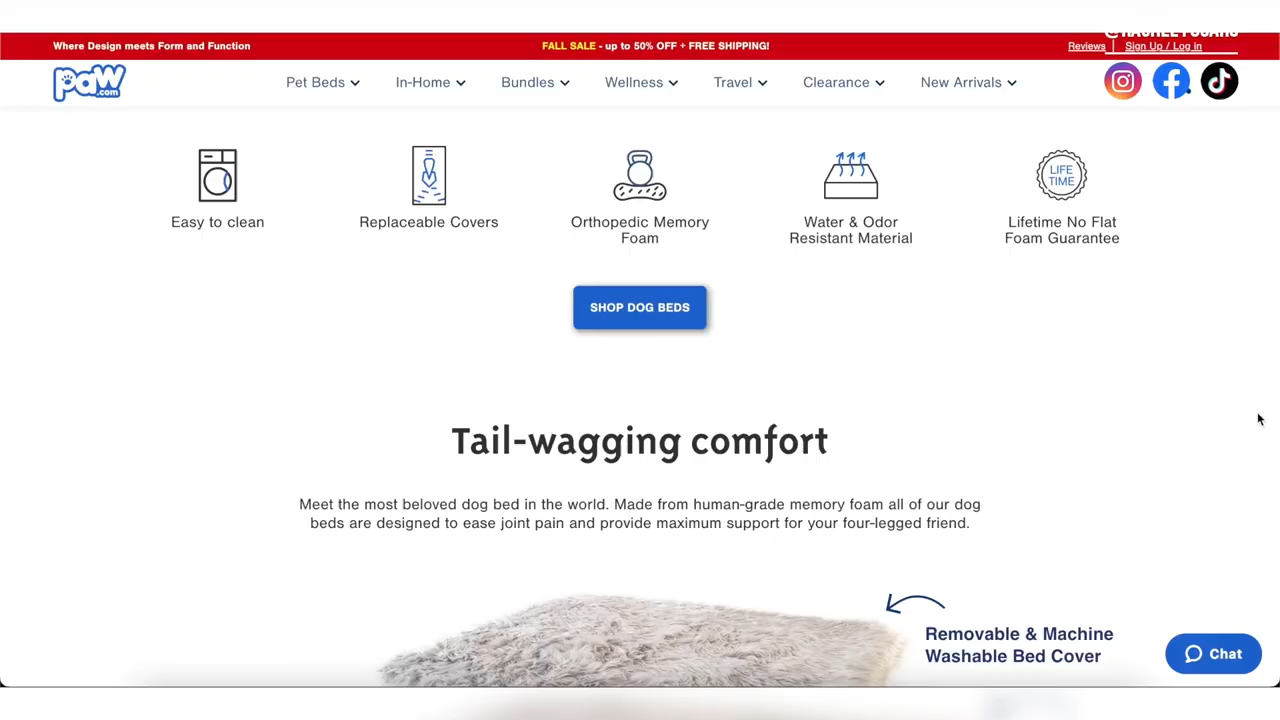 Where Design meets Form and Function
FALL SALE - up to 50% OFF + FREE SHIPPING!
Reviews
Sign Up / Log in
paw
.com
Pet Beds
In-Home
Bundles
Wellness
Travel
Clearance
New Arrivals
Easy to clean
Replaceable Covers
Orthopedic Memory
Foam
Water & Odor
Resistant Material
LIFE
TIME
Lifetime No Flat
Foam Guarantee
SHOP DOG BEDS
Tail-wagging comfort
Meet the most beloved dog bed in the world. Made from human-grade memory foam all of our dog
beds are designed to ease joint pain and provide maximum support for your four-legged friend.
Removable & Machine
Washable Bed Cover
Chat